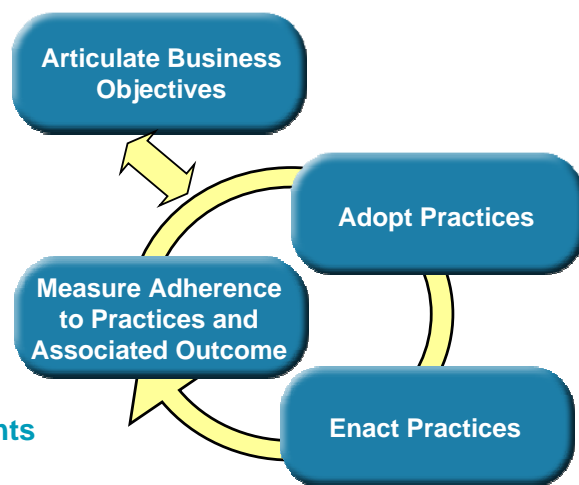 Articulate Business
Objectives
Adopt Practices
Measure Adherence
to Practices and
Associated Outcome
Enact Practices